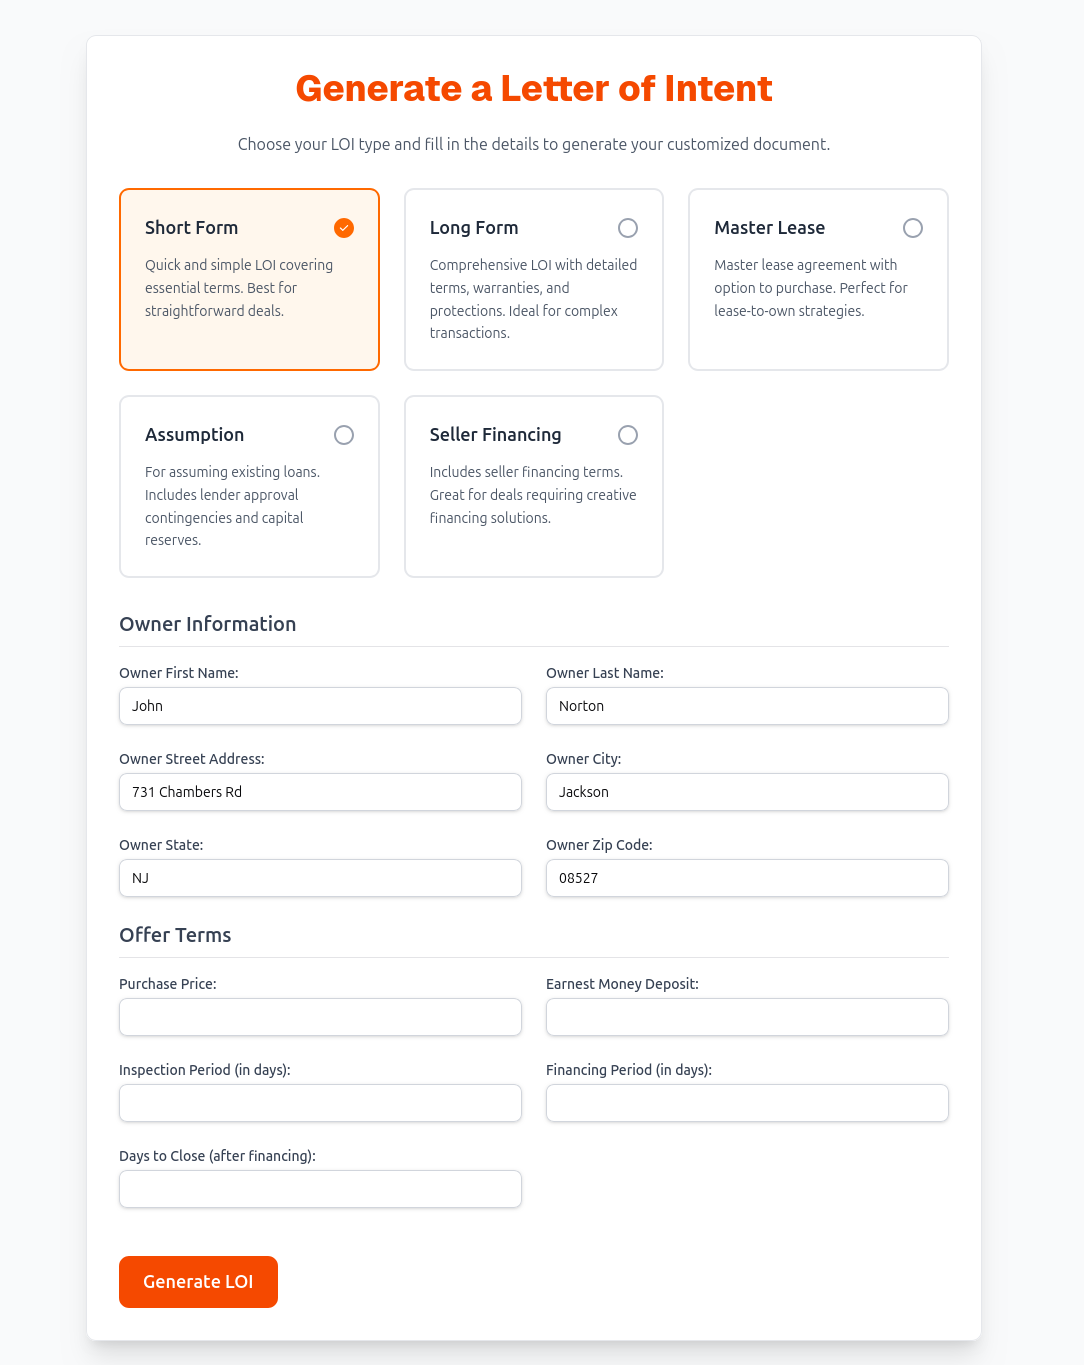 Generate a Letter of Intent
Choose your LOI type and fill in the details to generate your customized document.
Short Form
Quick and simple LOI covering
essential terms. Best for
straightforward deals.
Long Form
Comprehensive LOI with detailed
terms, warranties, and
protections. Ideal for complex
transactions.
Master Lease
Master lease agreement with
option to purchase. Perfect for
lease-to-own strategies.
Assumption
For assuming existing loans.
Includes lender approval
contingencies and capital
reserves.
Seller Financing
Includes seller financing terms.
Great for deals requiring creative
financing solutions.
Owner Information
Owner First Name:
John
Owner Last Name:
Norton
Owner Street Address:
731 Chambers Rd
Owner City:
Jackson
Owner State:
NJ
Owner Zip Code:
08527
Offer Terms
Purchase Price:
Earnest Money Deposit:
Inspection Period (in days):
Financing Period (in days):
Days to Close (after financing):
Generate LOI